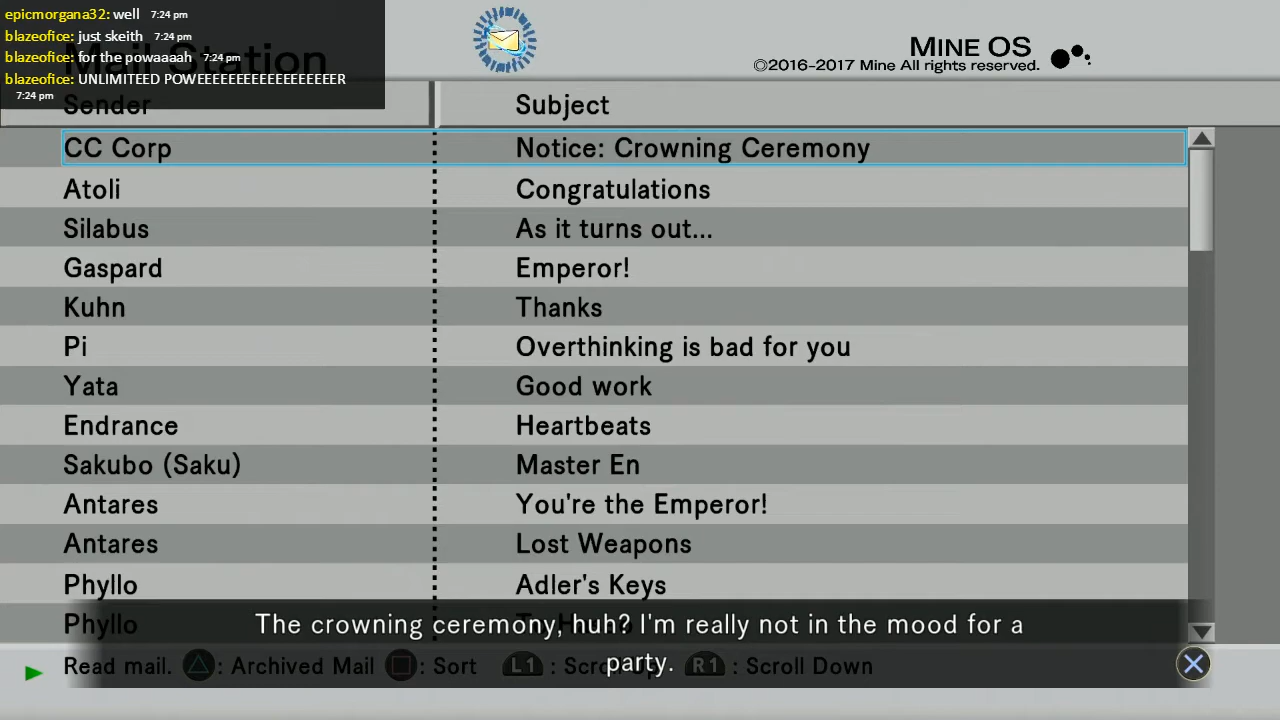 epicmorgana32: well 7:24 pm
blazeofice: just skeith 7:24 pm
blazeofice: for the powaaaah 7:24 pm
blazeofice: UNLIMITEED POWEEEEEEEEEEEEEEEEER
7:24 pm
Mail Station
MINE OS
©2016-2017 Mine All rights reserved.
Sender Subject
CC Corp Notice: Crowning Ceremony
Atoli Congratulations
Silabus As it turns out...
Gaspard Emperor!
Kuhn Thanks
Pi Overthinking is bad for you
Yata Good work
Endrance Heartbeats
Sakubo (Saku) Master En
Antares You're the Emperor!
Antares Lost Weapons
Phyllo Adler's Keys
Phyllo
The crowning ceremony, huh? I'm really not in the mood for a
party.
Read mail. : Archived Mail : Sort L1 : Scroll Up R1 : Scroll Down